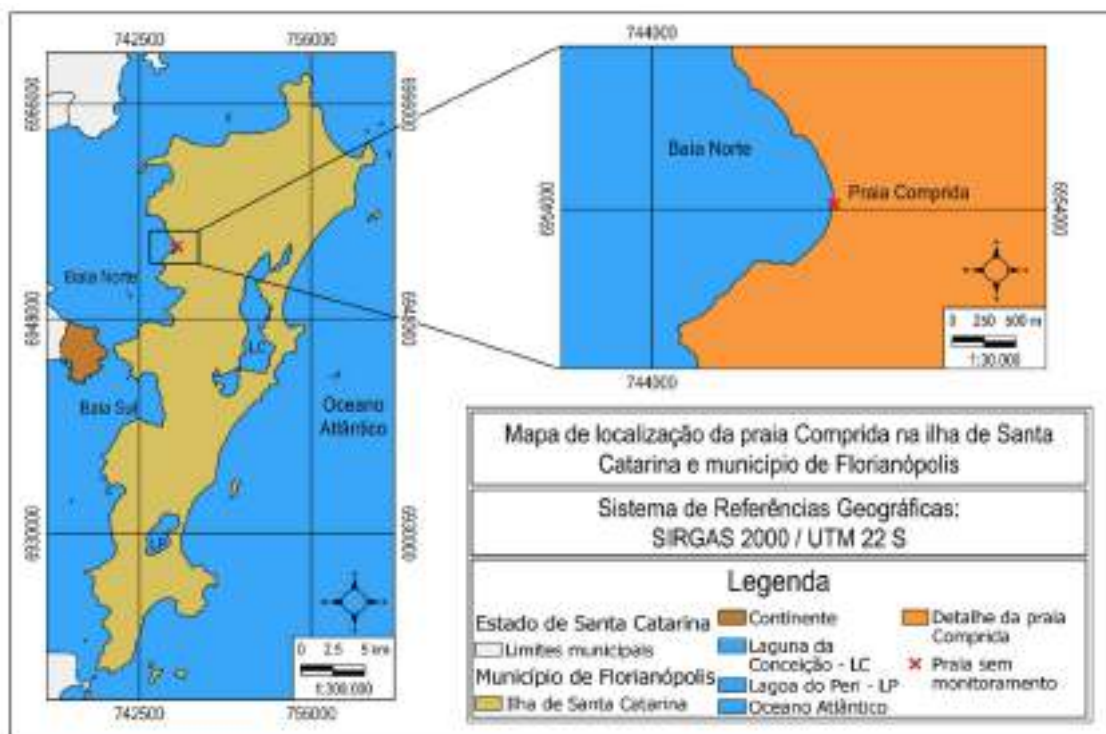 742500
756000
6966000
6966000
Baia Norte
6948000
6948000
LC
Baia Sul
Oceano
Atlântico
6930000
6930000
LP
0 2.5 5 km
1:300.000
742500
756000
744000
Baia Norte
Praia Comprida
6954000
6954000
0 250 500 m
1:30.000
744000
Mapa de localização da praia Comprida na ilha de Santa
Catarina e município de Florianópolis
Sistema de Referências Geográficas:
SIRGAS 2000 / UTM 22 S
Legenda
Estado de Santa Catarina
Limites municipais
Município de Florianópolis
Ilha de Santa Catarina
Continente
Laguna da
Conceição - LC
Lagoa do Peri - LP
Oceano Atlântico
Detalhe da praia
Comprida
Praia sem
monitoramento